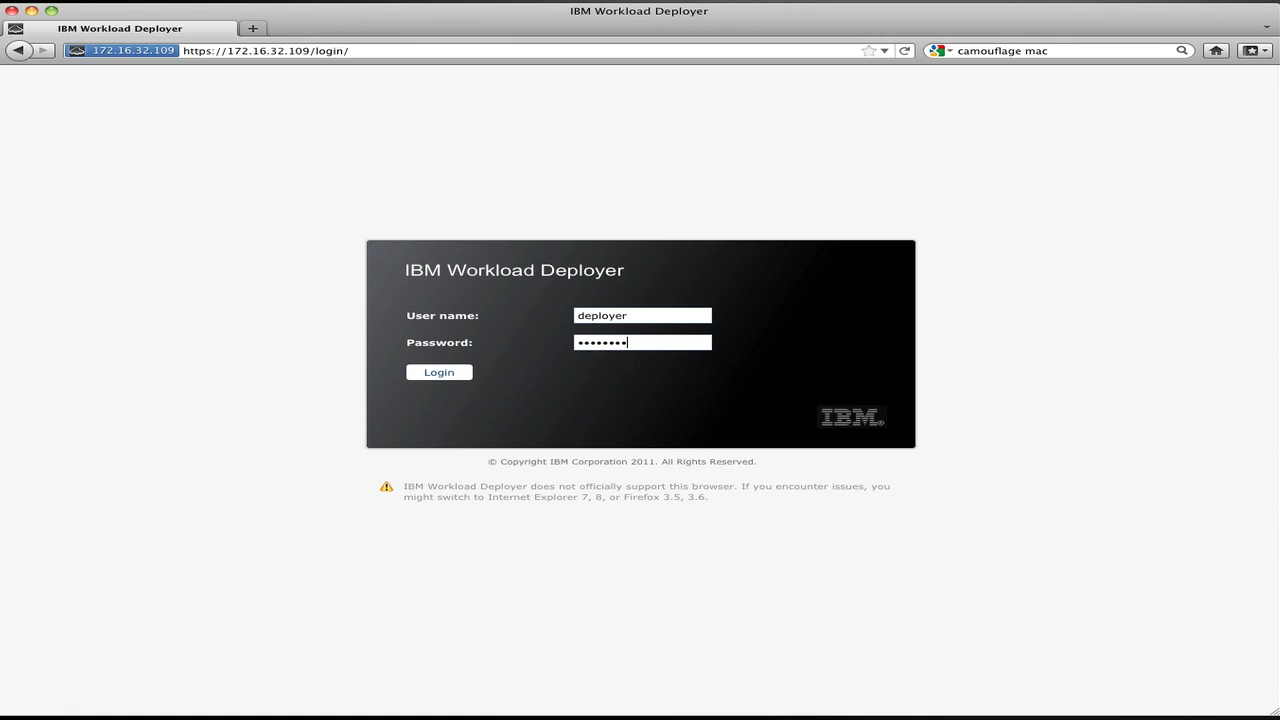 IBM Workload Deployer
IBM Workload Deployer
172.16.32.109 https://172.16.32.109/login/ camouflage mac
IBM Workload Deployer
User name: deployer
Password: ••••••••
Login
IBM®
© Copyright IBM Corporation 2011. All Rights Reserved.
IBM Workload Deployer does not officially support this browser. If you encounter issues, you
might switch to Internet Explorer 7, 8, or Firefox 3.5, 3.6.